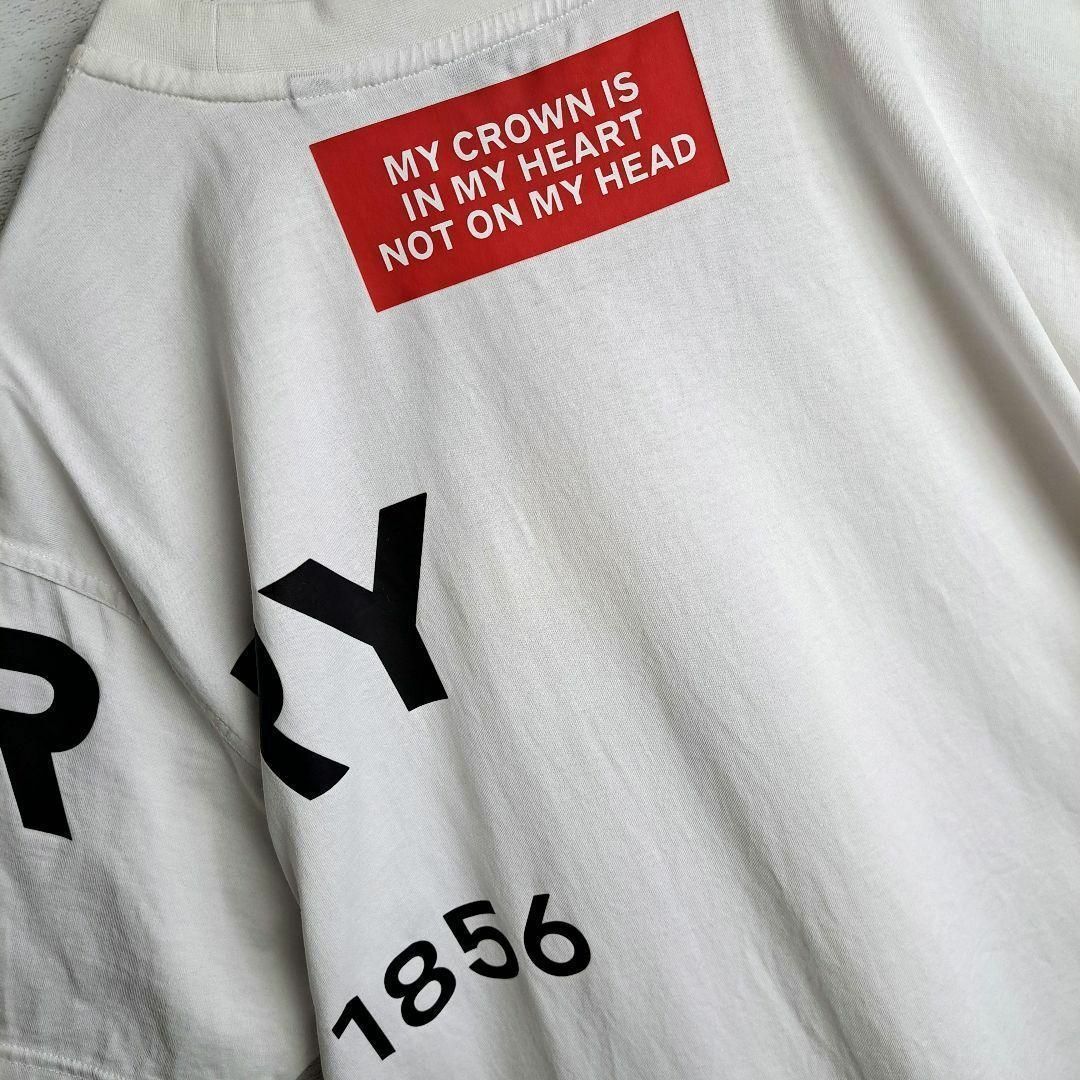 MY CROWN IS
IN MY HEART
NOT ON MY HEAD
R
RY
1856